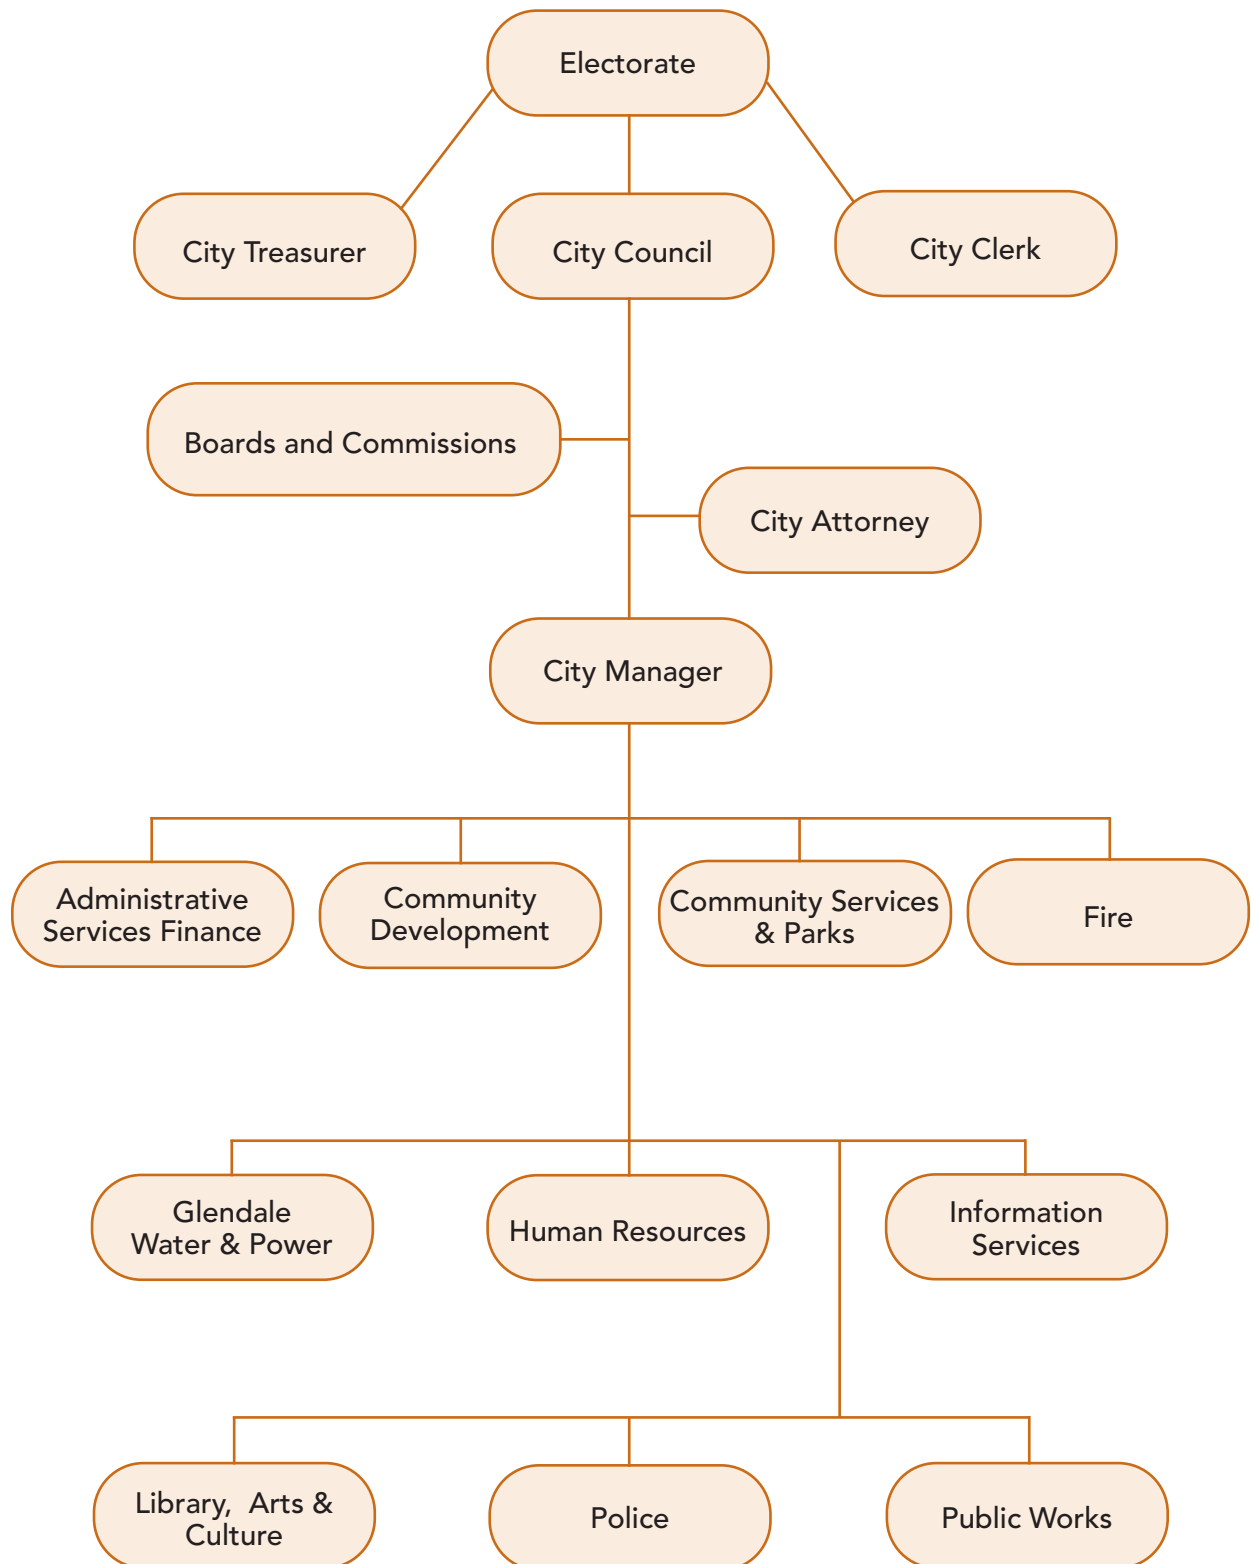 Electorate
City Treasurer
City Council
City Clerk
Boards and Commissions
City Attorney
City Manager
Administrative
Services Finance
Community
Development
Community Services
& Parks
Fire
Glendale
Water & Power
Human Resources
Information
Services
Library,  Arts &
Culture
Police
Public Works